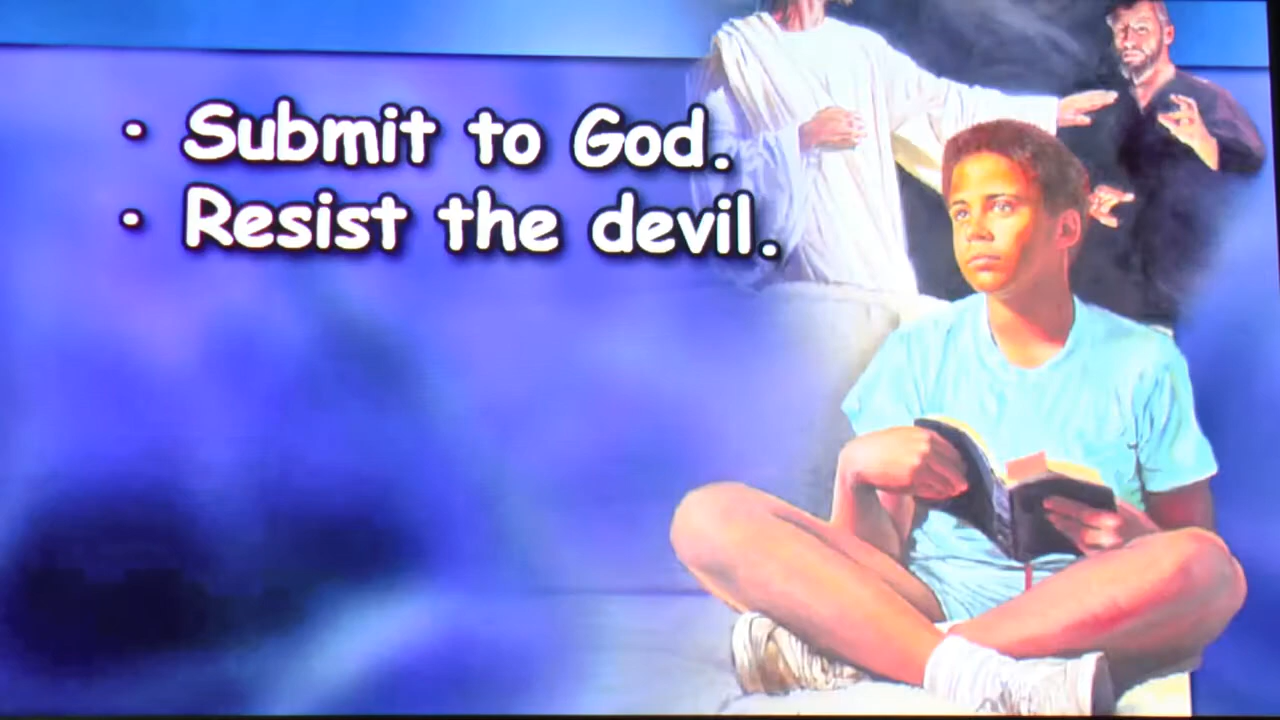 · Submit to God.
· Resist the devil.